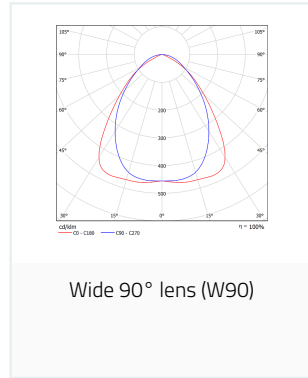 105° 105°
90° 90°
75° 75°
60° 60°
45° 45°
200
300
400
500
30° 15° 0° 15° 30°
cd/klm η = 100%
C0 - C180 C90 - C270
Wide 90° lens (W90)